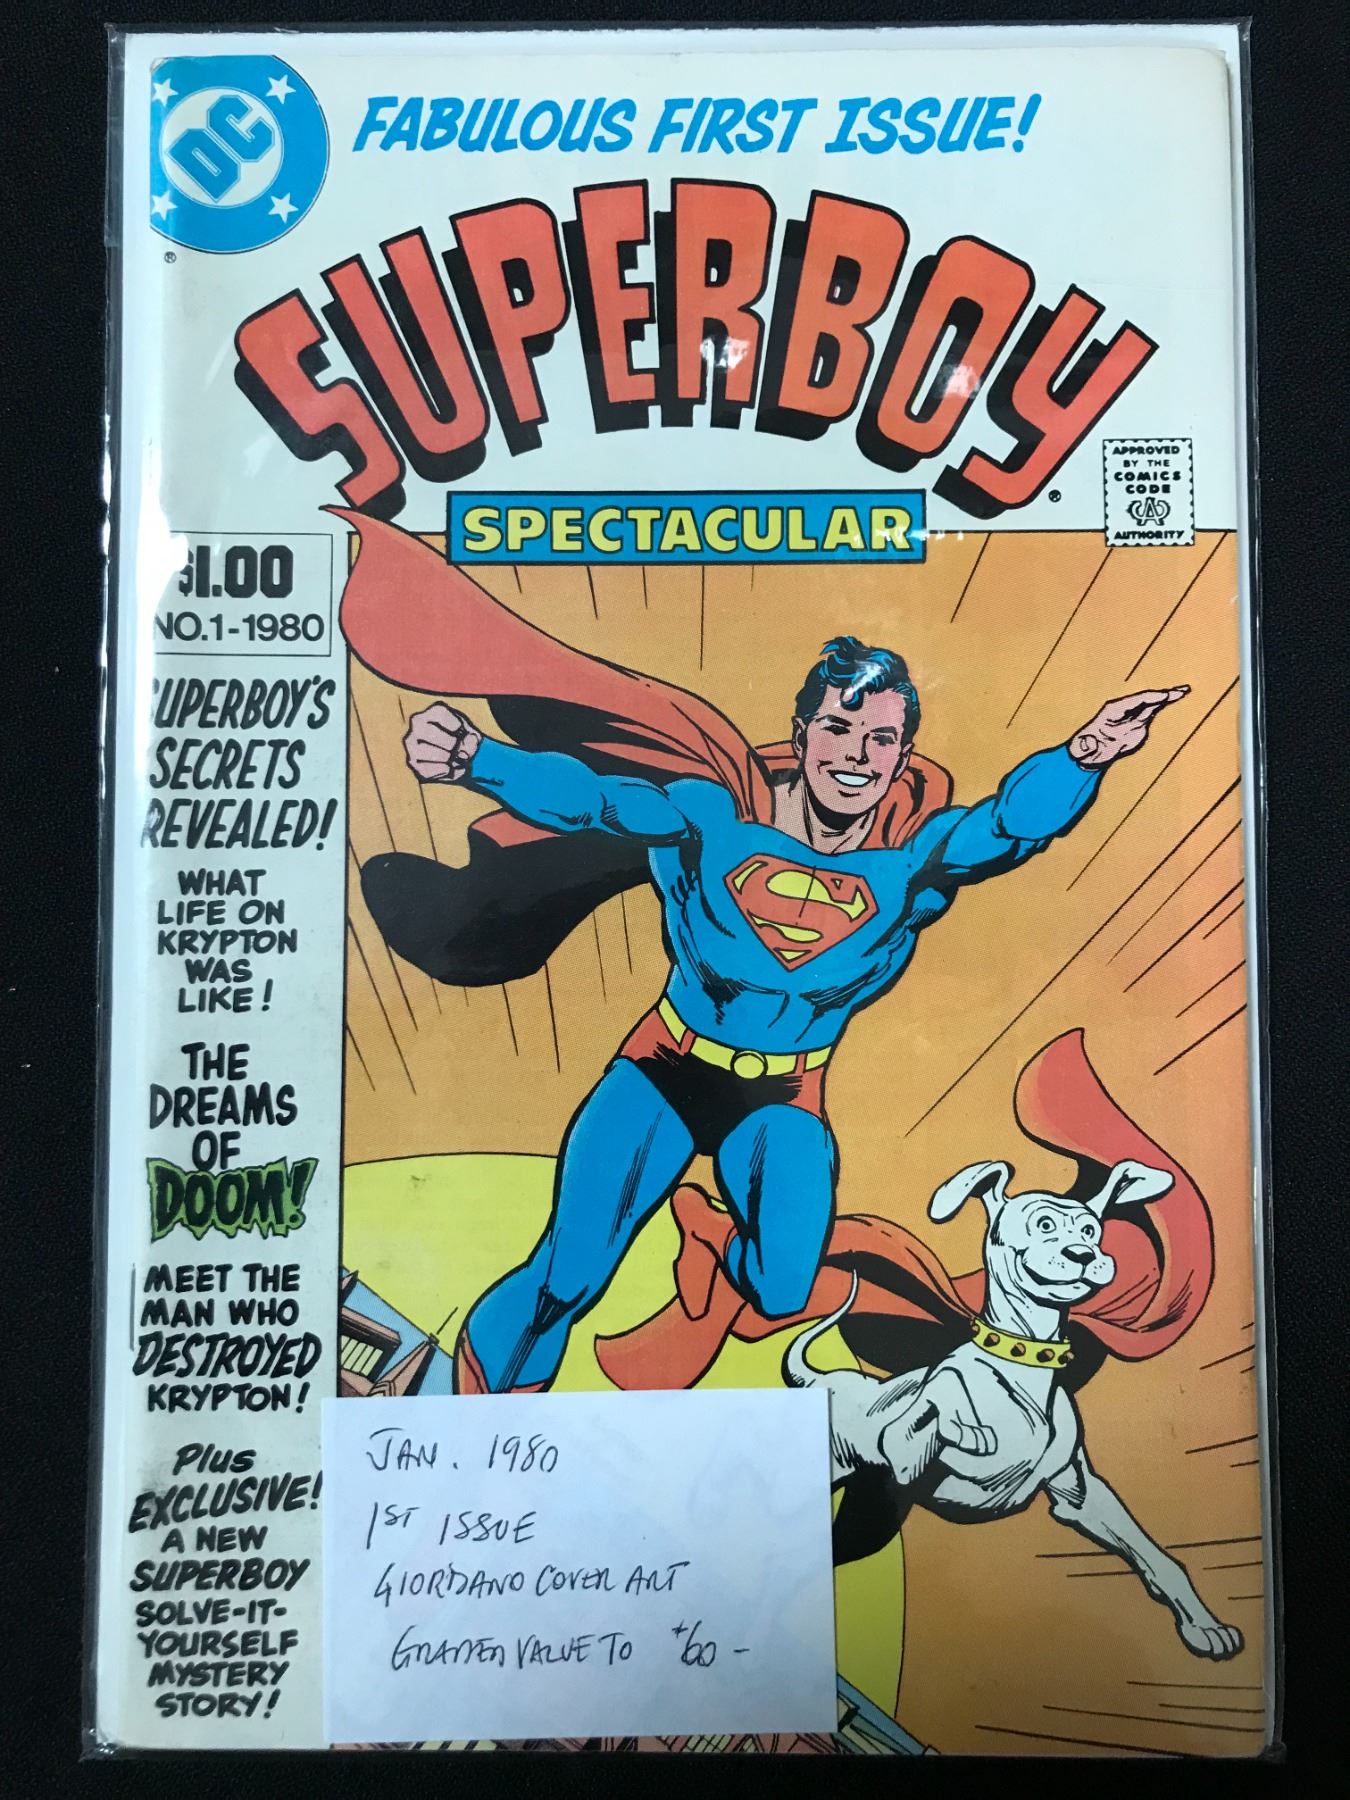 DC
®
FABULOUS FIRST ISSUE!
SUPERBOY
®
SPECTACULAR
APPROVED
BY THE
COMICS
CODE
CA
AUTHORITY
$1.00
NO.1-1980
SUPERBOY'S
SECRETS
REVEALED!
WHAT
LIFE ON
KRYPTON
WAS
LIKE!
THE
DREAMS
OF
DOOM!
MEET THE
MAN WHO
DESTROYED
KRYPTON!
Plus
EXCLUSIVE!
A NEW
SUPERBOY
SOLVE-IT-
YOURSELF
MYSTERY
STORY!
S
JAN. 1980
1ST ISSUE
GIORDANO COVER ART
GRADED VALUE TO $60-